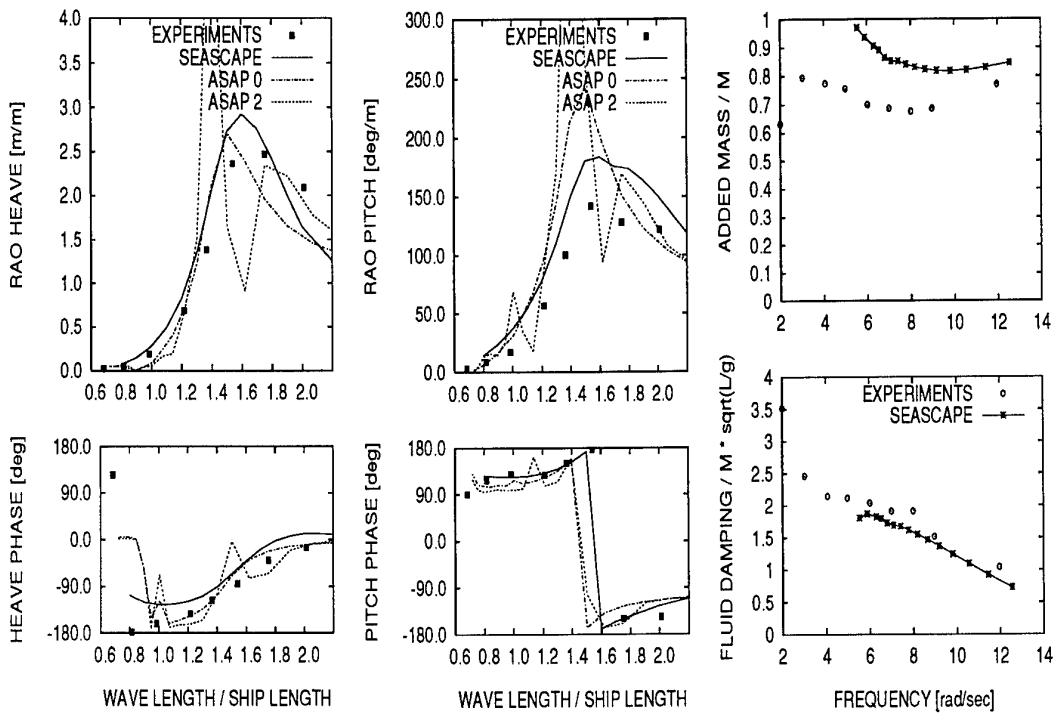 RAO HEAVE [m/m]
4.0
3.5
3.0
2.5
2.0
1.5
1.0
0.5
0.0
EXPERIMENTS
SEASCAPE
ASAP 0
ASAP 2
0.6 0.8 1.0 1.2 1.4 1.6 1.8 2.0
RAO PITCH [deg/m]
300.0
250.0
200.0
150.0
100.0
50.0
0.0
EXPERIMENTS
SEASCAPE
ASAP 0
ASAP 2
0.6 0.8 1.0 1.2 1.4 1.6 1.8 2.0
ADDED MASS / M
1
0.9
0.8
0.7
0.6
0.5
0.4
0.3
0.2
0.1
0
2 4 6 8 10 12 14
HEAVE PHASE [deg]
180.0
90.0
0.0
-90.0
-180.0
0.6 0.8 1.0 1.2 1.4 1.6 1.8 2.0
WAVE LENGTH / SHIP LENGTH
PITCH PHASE [deg]
180.0
90.0
0.0
-90.0
-180.0
0.6 0.8 1.0 1.2 1.4 1.6 1.8 2.0
WAVE LENGTH / SHIP LENGTH
FLUID DAMPING / M * sqrt(L/g)
4
3.5
3
2.5
2
1.5
1
0.5
0
EXPERIMENTS
SEASCAPE
2 4 6 8 10 12 14
FREQUENCY [rad/sec]